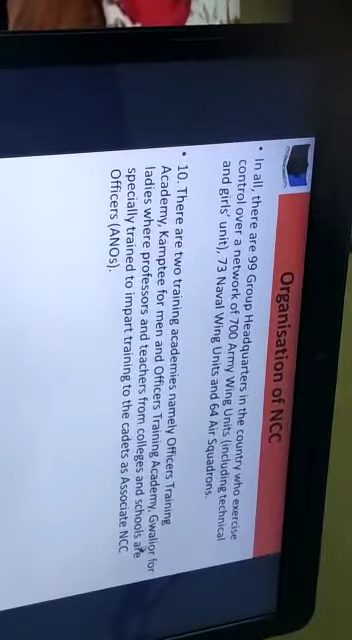 Organisation of NCC
• In all, there are 99 Group Headquarters in the country who exercise
control over a network of 700 Army Wing Units (including technical
and girls' unit), 73 Naval Wing Units and 64 Air Squadrons.
• 10. There are two training academies namely Officers Training
Academy, Kamptee for men and Officers Training Academy, Gwalior for
ladies where professors and teachers from colleges and schools are
specially trained to impart training to the cadets as Associate NCC
Officers (ANOs).